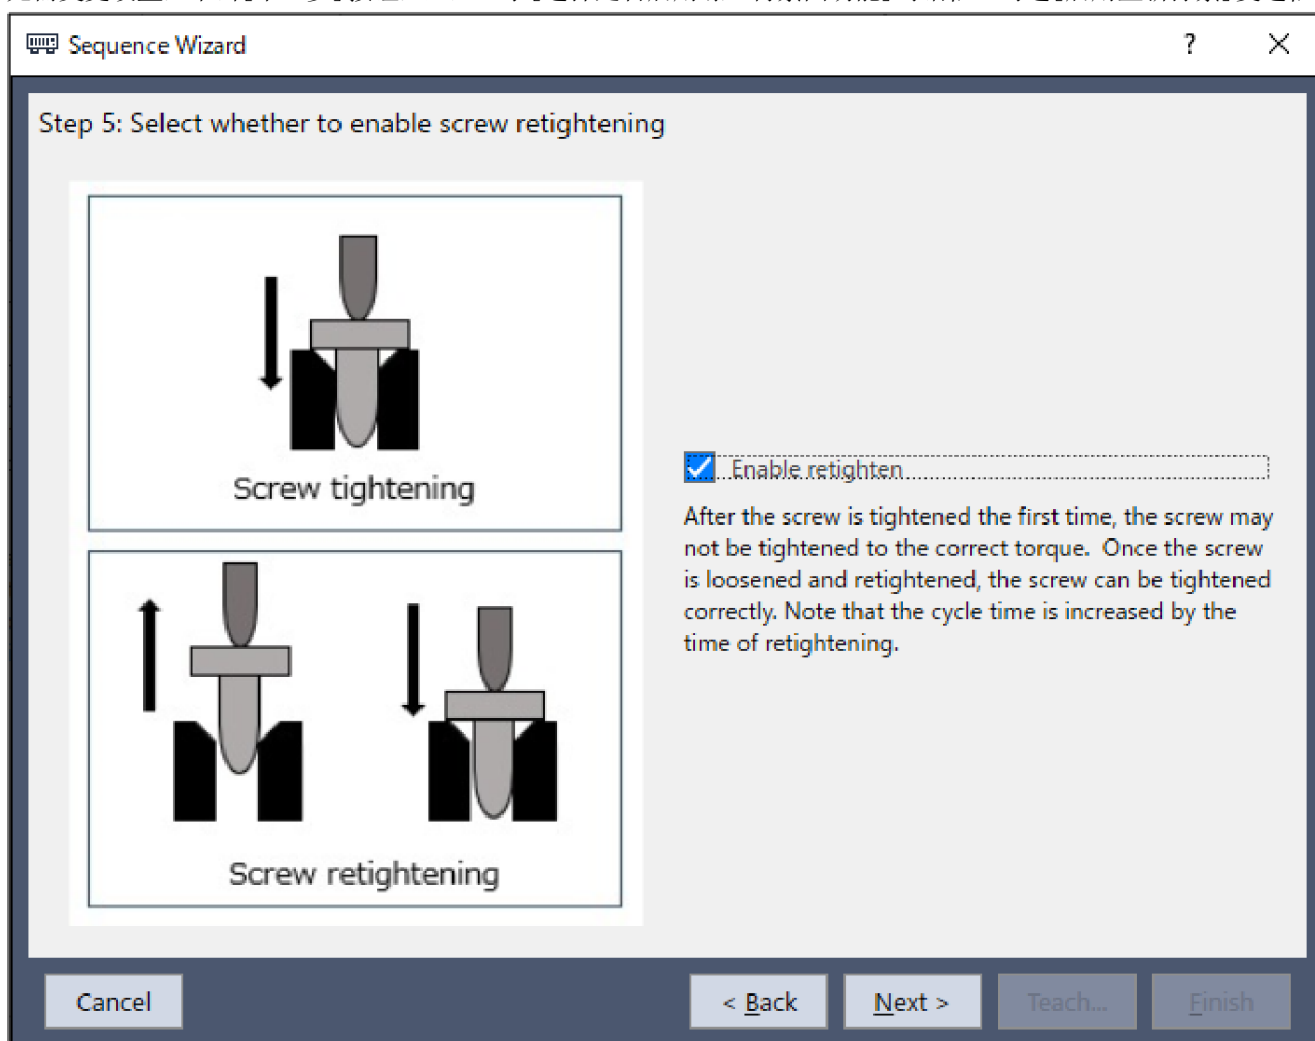 Sequence Wizard
?
Step 5: Select whether to enable screw retightening
Screw tightening
Screw retightening
Enable retighten
After the screw is tightened the first time, the screw may
not be tightened to the correct torque.  Once the screw
is loosened and retightened, the screw can be tightened
correctly. Note that the cycle time is increased by the
time of retightening.
Cancel
< Back
Next >
Teach...
Finish